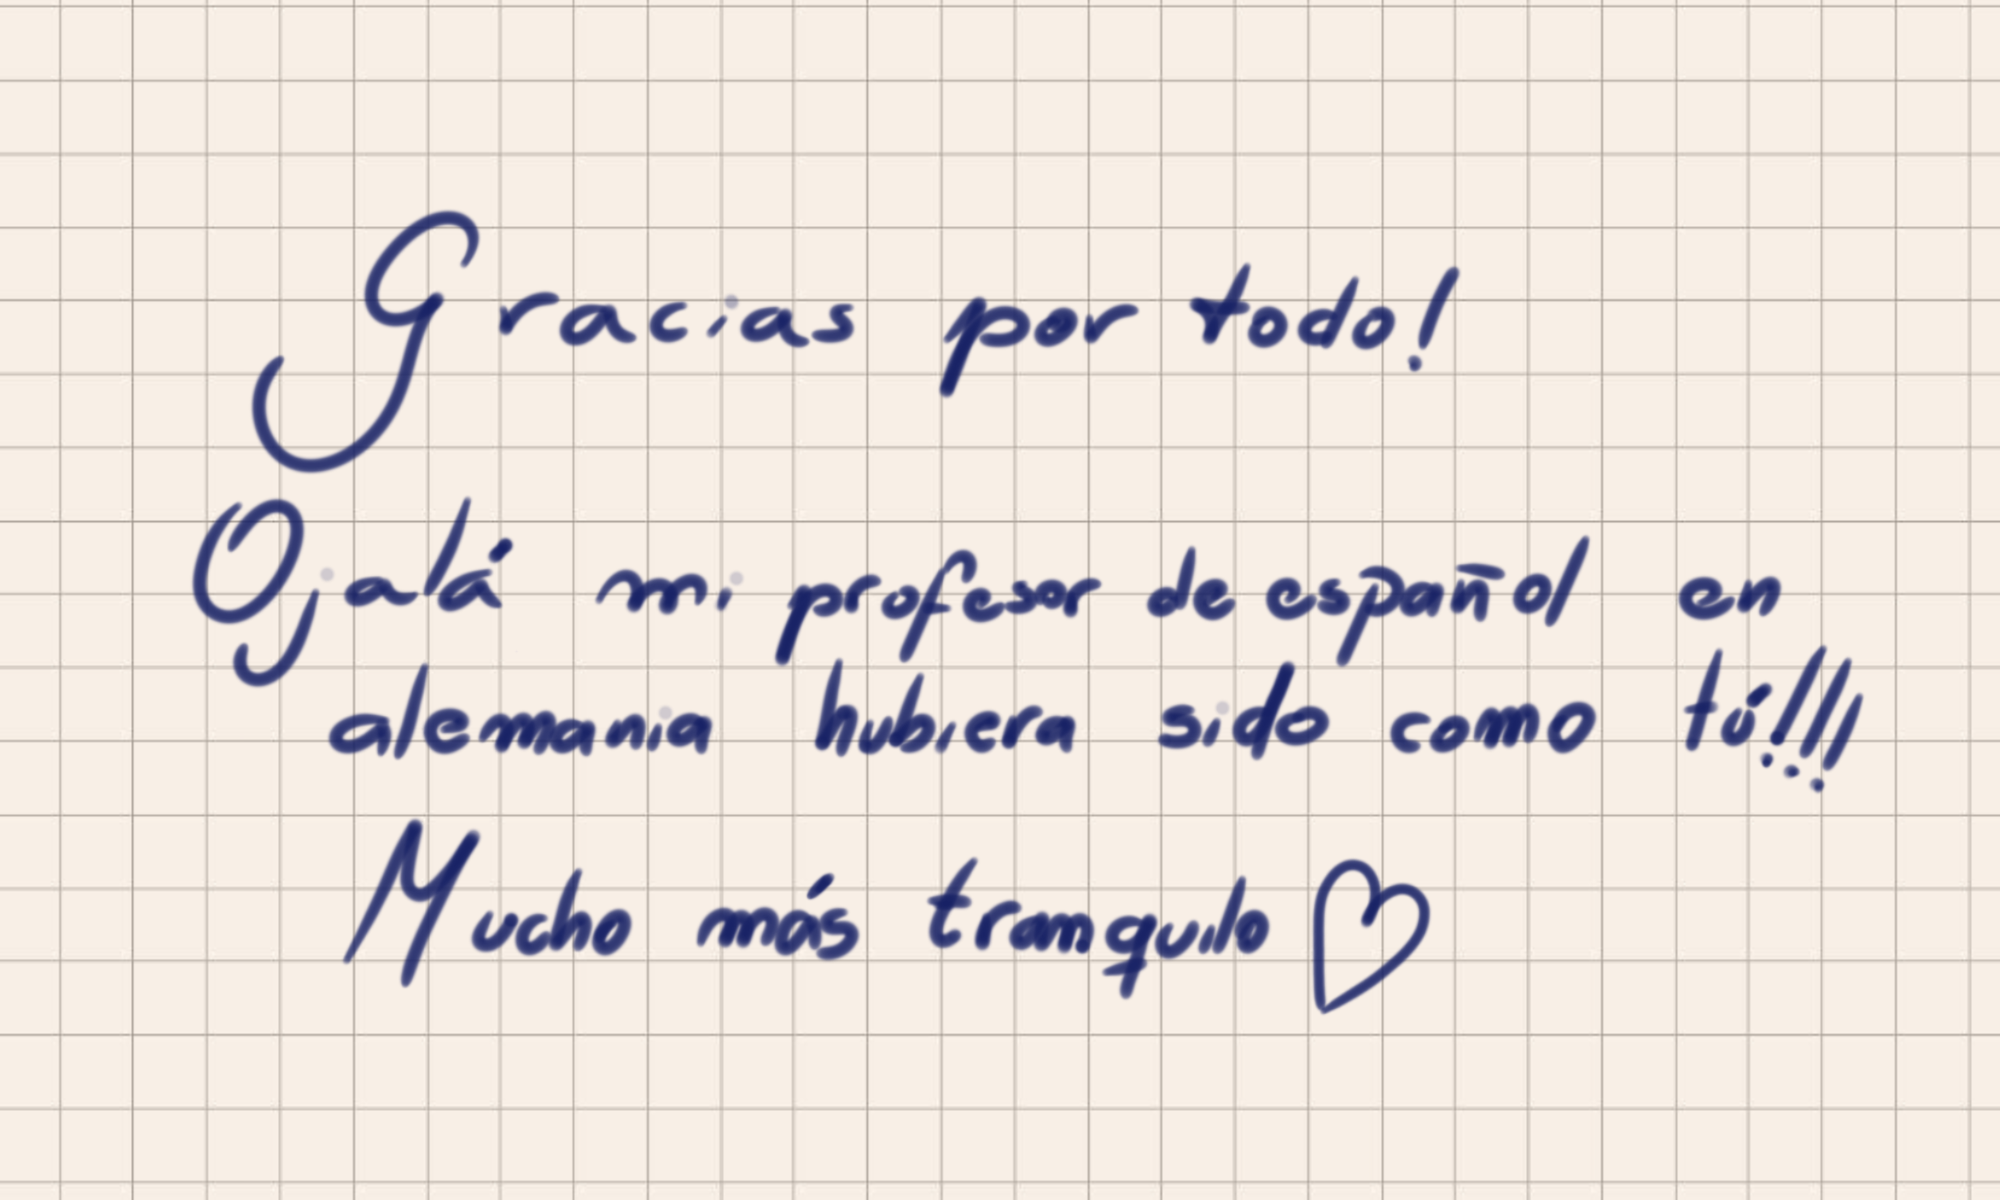 Gracias por todo!
Ojalá mi profesor de español en
alemania hubiera sido como tú!!!
Mucho más tranquilo